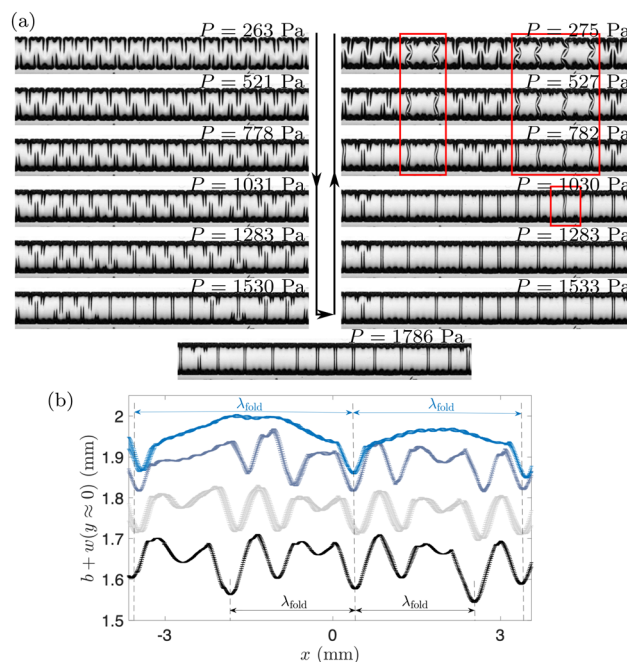 (a)
P = 263 Pa
P = 521 Pa
P = 778 Pa
P = 1031 Pa
P = 1283 Pa
P = 1530 Pa
P = 275 Pa
P = 527 Pa
P = 782 Pa
P = 1030 Pa
P = 1283 Pa
P = 1533 Pa
P = 1786 Pa
(b)
λfold λfold
2
1.9
1.8
1.7
1.6
1.5
b + w(y ≈ 0) (mm)
λfold λfold
-3 0 3
x (mm)